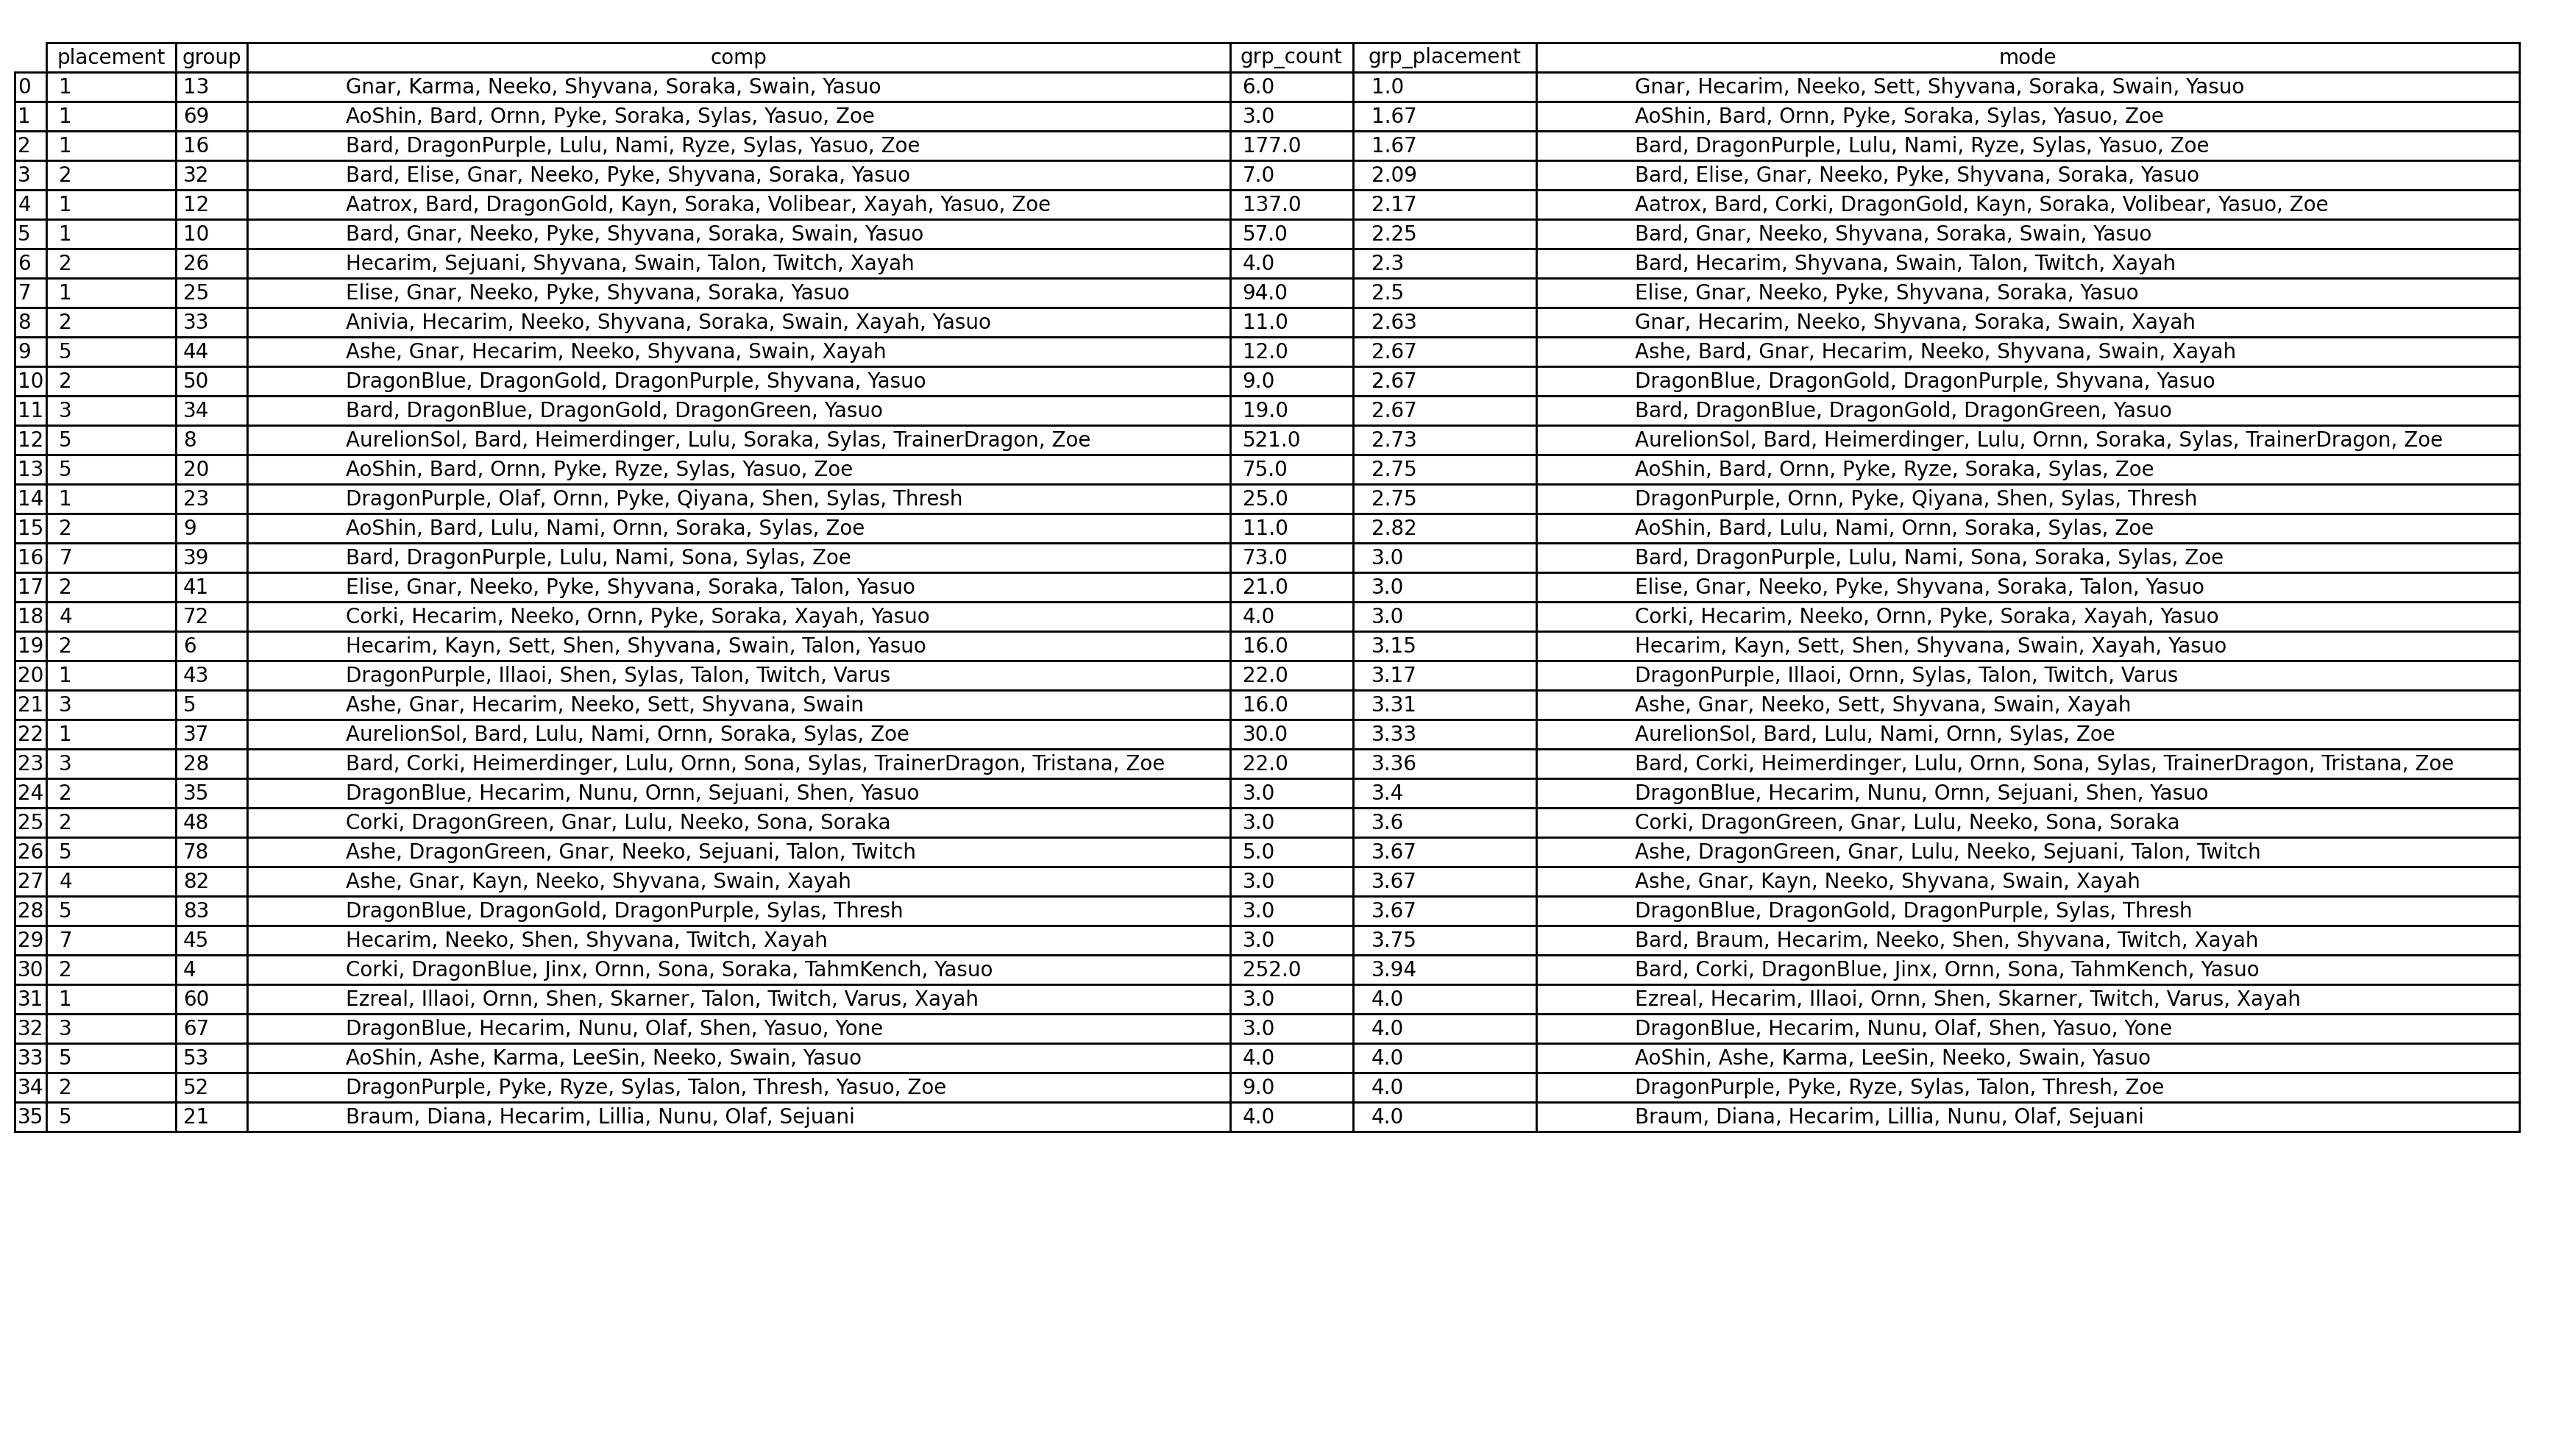 placement group comp grp_count grp_placement mode
0 1 13 Gnar, Karma, Neeko, Shyvana, Soraka, Swain, Yasuo 6.0 1.0 Gnar, Hecarim, Neeko, Sett, Shyvana, Soraka, Swain, Yasuo
1 1 69 AoShin, Bard, Ornn, Pyke, Soraka, Sylas, Yasuo, Zoe 3.0 1.67 AoShin, Bard, Ornn, Pyke, Soraka, Sylas, Yasuo, Zoe
2 1 16 Bard, DragonPurple, Lulu, Nami, Ryze, Sylas, Yasuo, Zoe 177.0 1.67 Bard, DragonPurple, Lulu, Nami, Ryze, Sylas, Yasuo, Zoe
3 2 32 Bard, Elise, Gnar, Neeko, Pyke, Shyvana, Soraka, Yasuo 7.0 2.09 Bard, Elise, Gnar, Neeko, Pyke, Shyvana, Soraka, Yasuo
4 1 12 Aatrox, Bard, DragonGold, Kayn, Soraka, Volibear, Xayah, Yasuo, Zoe 137.0 2.17 Aatrox, Bard, Corki, DragonGold, Kayn, Soraka, Volibear, Yasuo, Zoe
5 1 10 Bard, Gnar, Neeko, Pyke, Shyvana, Soraka, Swain, Yasuo 57.0 2.25 Bard, Gnar, Neeko, Shyvana, Soraka, Swain, Yasuo
6 2 26 Hecarim, Sejuani, Shyvana, Swain, Talon, Twitch, Xayah 4.0 2.3 Bard, Hecarim, Shyvana, Swain, Talon, Twitch, Xayah
7 1 25 Elise, Gnar, Neeko, Pyke, Shyvana, Soraka, Yasuo 94.0 2.5 Elise, Gnar, Neeko, Pyke, Shyvana, Soraka, Yasuo
8 2 33 Anivia, Hecarim, Neeko, Shyvana, Soraka, Swain, Xayah, Yasuo 11.0 2.63 Gnar, Hecarim, Neeko, Shyvana, Soraka, Swain, Xayah
9 5 44 Ashe, Gnar, Hecarim, Neeko, Shyvana, Swain, Xayah 12.0 2.67 Ashe, Bard, Gnar, Hecarim, Neeko, Shyvana, Swain, Xayah
10 2 50 DragonBlue, DragonGold, DragonPurple, Shyvana, Yasuo 9.0 2.67 DragonBlue, DragonGold, DragonPurple, Shyvana, Yasuo
11 3 34 Bard, DragonBlue, DragonGold, DragonGreen, Yasuo 19.0 2.67 Bard, DragonBlue, DragonGold, DragonGreen, Yasuo
12 5 8 AurelionSol, Bard, Heimerdinger, Lulu, Soraka, Sylas, TrainerDragon, Zoe 521.0 2.73 AurelionSol, Bard, Heimerdinger, Lulu, Ornn, Soraka, Sylas, TrainerDragon, Zoe
13 5 20 AoShin, Bard, Ornn, Pyke, Ryze, Sylas, Yasuo, Zoe 75.0 2.75 AoShin, Bard, Ornn, Pyke, Ryze, Soraka, Sylas, Zoe
14 1 23 DragonPurple, Olaf, Ornn, Pyke, Qiyana, Shen, Sylas, Thresh 25.0 2.75 DragonPurple, Ornn, Pyke, Qiyana, Shen, Sylas, Thresh
15 2 9 AoShin, Bard, Lulu, Nami, Ornn, Soraka, Sylas, Zoe 11.0 2.82 AoShin, Bard, Lulu, Nami, Ornn, Soraka, Sylas, Zoe
16 7 39 Bard, DragonPurple, Lulu, Nami, Sona, Sylas, Zoe 73.0 3.0 Bard, DragonPurple, Lulu, Nami, Sona, Soraka, Sylas, Zoe
17 2 41 Elise, Gnar, Neeko, Pyke, Shyvana, Soraka, Talon, Yasuo 21.0 3.0 Elise, Gnar, Neeko, Pyke, Shyvana, Soraka, Talon, Yasuo
18 4 72 Corki, Hecarim, Neeko, Ornn, Pyke, Soraka, Xayah, Yasuo 4.0 3.0 Corki, Hecarim, Neeko, Ornn, Pyke, Soraka, Xayah, Yasuo
19 2 6 Hecarim, Kayn, Sett, Shen, Shyvana, Swain, Talon, Yasuo 16.0 3.15 Hecarim, Kayn, Sett, Shen, Shyvana, Swain, Xayah, Yasuo
20 1 43 DragonPurple, Illaoi, Shen, Sylas, Talon, Twitch, Varus 22.0 3.17 DragonPurple, Illaoi, Ornn, Sylas, Talon, Twitch, Varus
21 3 5 Ashe, Gnar, Hecarim, Neeko, Sett, Shyvana, Swain 16.0 3.31 Ashe, Gnar, Neeko, Sett, Shyvana, Swain, Xayah
22 1 37 AurelionSol, Bard, Lulu, Nami, Ornn, Soraka, Sylas, Zoe 30.0 3.33 AurelionSol, Bard, Lulu, Nami, Ornn, Sylas, Zoe
23 3 28 Bard, Corki, Heimerdinger, Lulu, Ornn, Sona, Sylas, TrainerDragon, Tristana, Zoe 22.0 3.36 Bard, Corki, Heimerdinger, Lulu, Ornn, Sona, Sylas, TrainerDragon, Tristana, Zoe
24 2 35 DragonBlue, Hecarim, Nunu, Ornn, Sejuani, Shen, Yasuo 3.0 3.4 DragonBlue, Hecarim, Nunu, Ornn, Sejuani, Shen, Yasuo
25 2 48 Corki, DragonGreen, Gnar, Lulu, Neeko, Sona, Soraka 3.0 3.6 Corki, DragonGreen, Gnar, Lulu, Neeko, Sona, Soraka
26 5 78 Ashe, DragonGreen, Gnar, Neeko, Sejuani, Talon, Twitch 5.0 3.67 Ashe, DragonGreen, Gnar, Lulu, Neeko, Sejuani, Talon, Twitch
27 4 82 Ashe, Gnar, Kayn, Neeko, Shyvana, Swain, Xayah 3.0 3.67 Ashe, Gnar, Kayn, Neeko, Shyvana, Swain, Xayah
28 5 83 DragonBlue, DragonGold, DragonPurple, Sylas, Thresh 3.0 3.67 DragonBlue, DragonGold, DragonPurple, Sylas, Thresh
29 7 45 Hecarim, Neeko, Shen, Shyvana, Twitch, Xayah 3.0 3.75 Bard, Braum, Hecarim, Neeko, Shen, Shyvana, Twitch, Xayah
30 2 4 Corki, DragonBlue, Jinx, Ornn, Sona, Soraka, TahmKench, Yasuo 252.0 3.94 Bard, Corki, DragonBlue, Jinx, Ornn, Sona, TahmKench, Yasuo
31 1 60 Ezreal, Illaoi, Ornn, Shen, Skarner, Talon, Twitch, Varus, Xayah 3.0 4.0 Ezreal, Hecarim, Illaoi, Ornn, Shen, Skarner, Twitch, Varus, Xayah
32 3 67 DragonBlue, Hecarim, Nunu, Olaf, Shen, Yasuo, Yone 3.0 4.0 DragonBlue, Hecarim, Nunu, Olaf, Shen, Yasuo, Yone
33 5 53 AoShin, Ashe, Karma, LeeSin, Neeko, Swain, Yasuo 4.0 4.0 AoShin, Ashe, Karma, LeeSin, Neeko, Swain, Yasuo
34 2 52 DragonPurple, Pyke, Ryze, Sylas, Talon, Thresh, Yasuo, Zoe 9.0 4.0 DragonPurple, Pyke, Ryze, Sylas, Talon, Thresh, Zoe
35 5 21 Braum, Diana, Hecarim, Lillia, Nunu, Olaf, Sejuani 4.0 4.0 Braum, Diana, Hecarim, Lillia, Nunu, Olaf, Sejuani